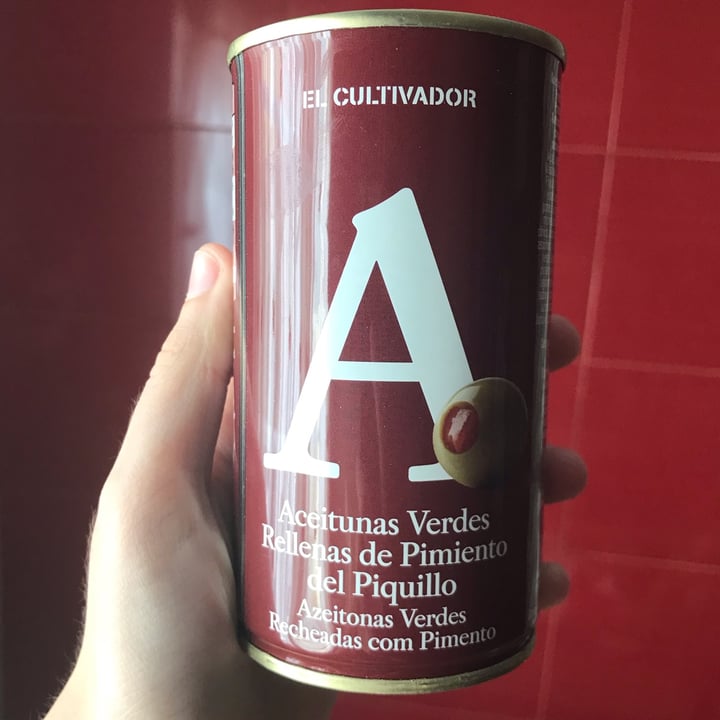 EL CULTIVADOR
A
Aceitunas Verdes
Rellenas de Pimiento
del Piquillo
Azeitonas Verdes
Recheadas com Pimento